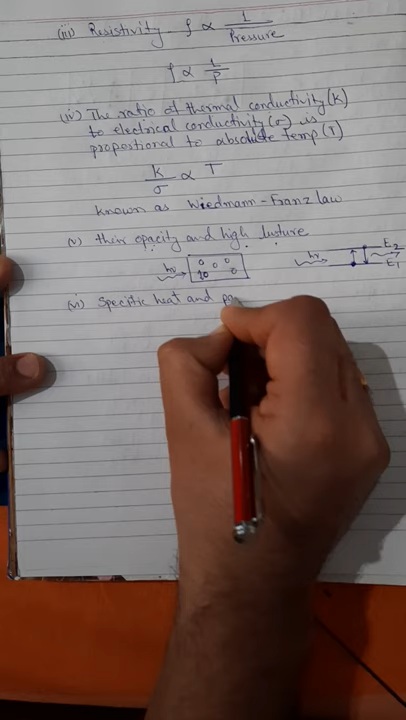 (iii) Resistivity ρ ∝ 1/Pressure
ρ ∝ 1/P
(iv) The ratio of thermal conductivity (K)
to electrical conductivity (σ) is
proportional to absolute temp (T)
K/σ ∝ T
known as Wiedmann-Franz law
(v) their opacity and high lusture
hν
hν E2
E1
(vi) Specific heat and